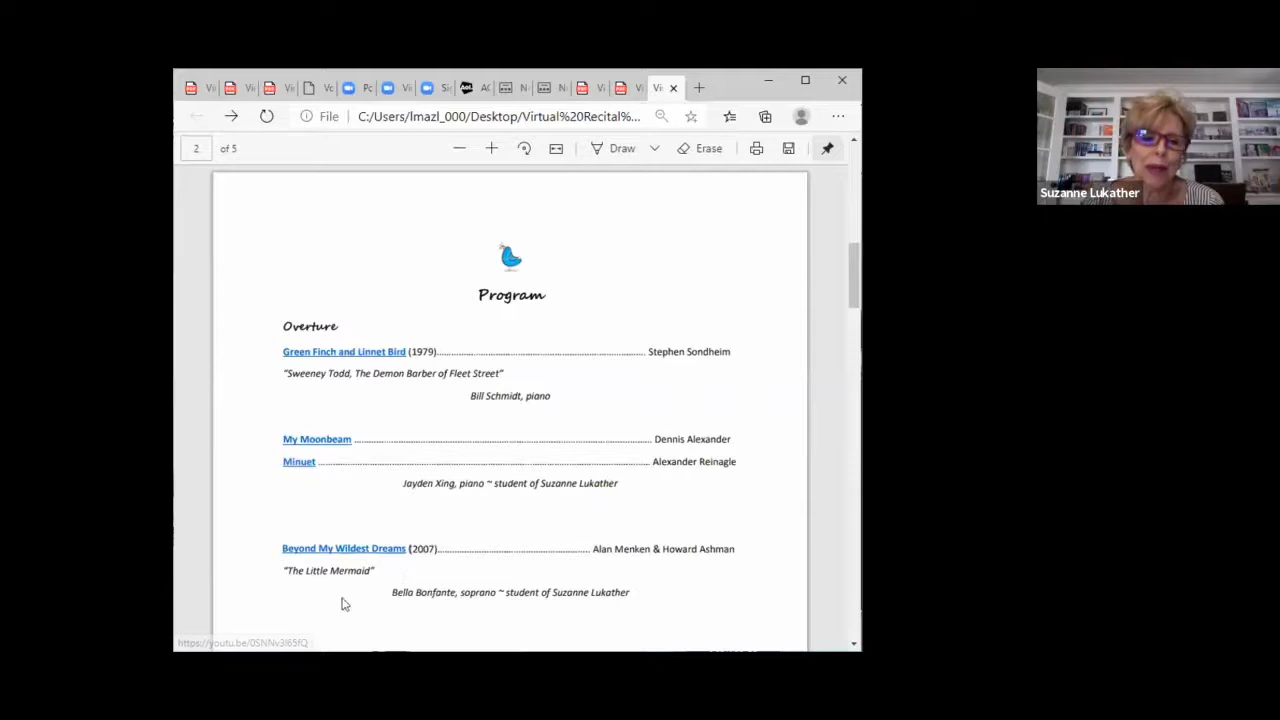 File C:/Users/lmazl_000/Desktop/Virtual%20Recital%...
2 of 5 Draw Erase
Program
Overture
Green Finch and Linnet Bird (1979)........ Stephen Sondheim
"Sweeney Todd, The Demon Barber of Fleet Street"
Bill Schmidt, piano
My Moonbeam ........ Dennis Alexander
Minuet ........ Alexander Reinagle
Jayden Xing, piano ~ student of Suzanne Lukather
Beyond My Wildest Dreams (2007)........ Alan Menken & Howard Ashman
"The Little Mermaid"
Bella Bonfante, soprano ~ student of Suzanne Lukather
Suzanne Lukather